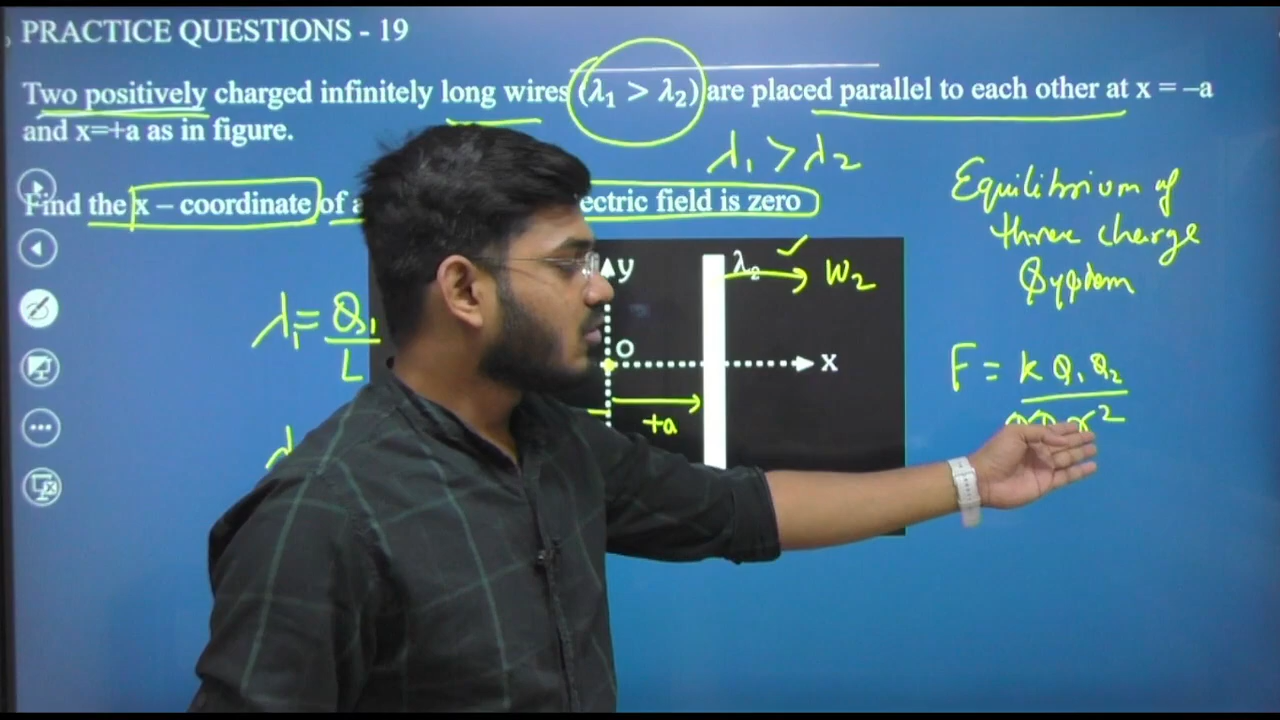 PRACTICE QUESTIONS - 19
Two positively charged infinitely long wires (λ₁ > λ₂) are placed parallel to each other at x = –a
and x=+a as in figure.
λ₁ > λ₂
Find the x – coordinate of a ectric field is zero
Equilibrium of
three charge
System
y
λ₂
W₂
λ₁ = Q₁
L
O
x
+a
F = K Q₁ Q₂
r²
λ